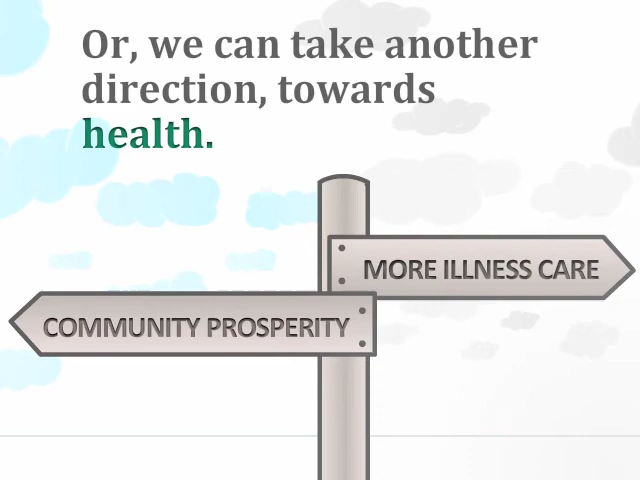 Or, we can take another
direction, towards
health.
MORE ILLNESS CARE
COMMUNITY PROSPERITY